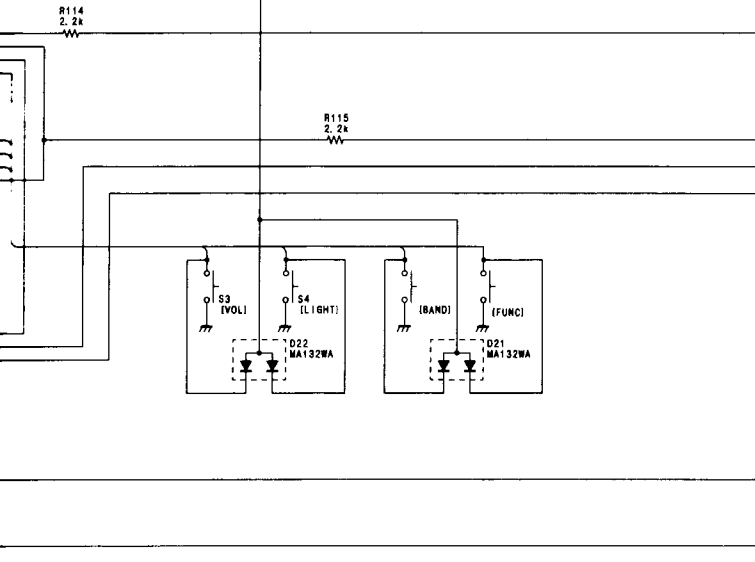 R114
2. 2k
R115
2. 2k
S3
[VOL]
S4
[LIGHT]
[BAND]
[FUNC]
D22
MA132WA
D21
MA132WA